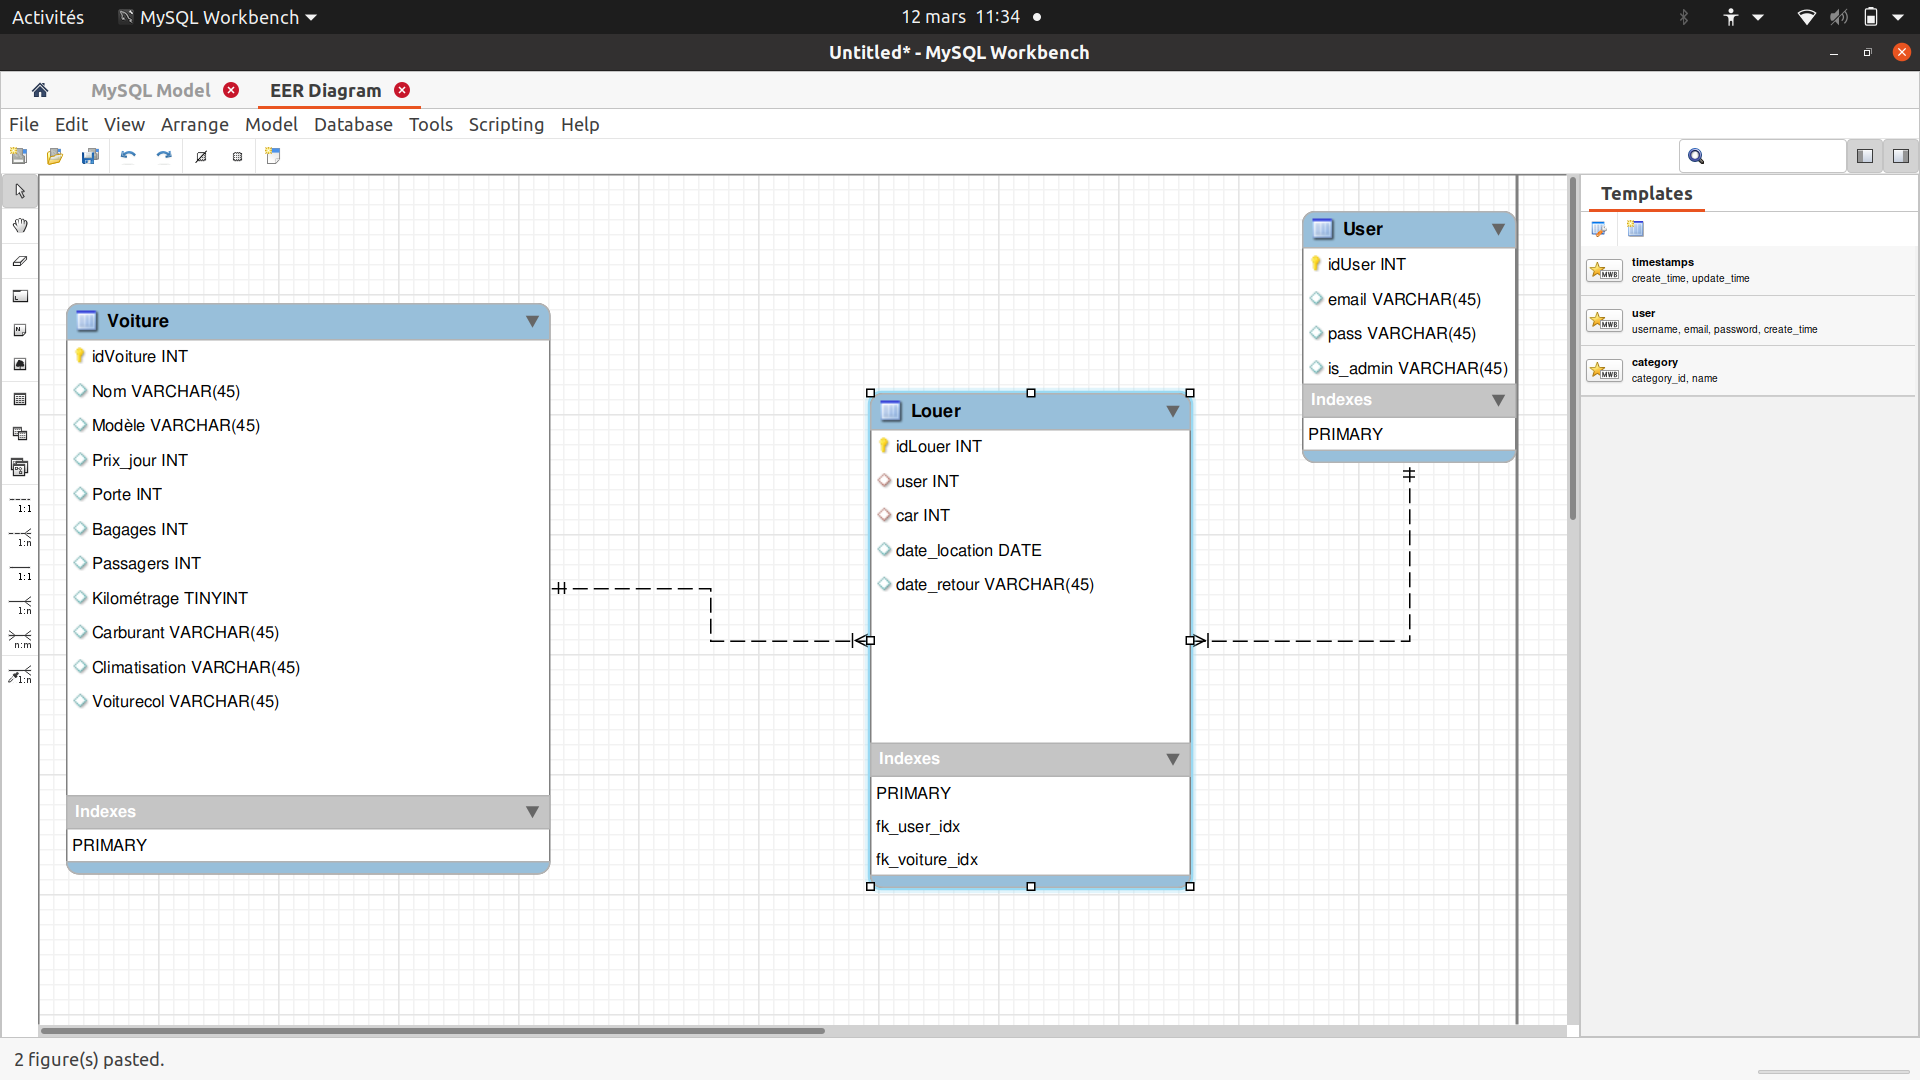 Activités
MySQL Workbench
12 mars 11:34
Untitled* - MySQL Workbench
MySQL Model
EER Diagram
File Edit View Arrange Model Database Tools Scripting Help
Templates
timestamps
create_time, update_time
user
username, email, password, create_time
category
category_id, name
1:1
1:n
1:1
1:n
n:m
1:n
Voiture
idVoiture INT
Nom VARCHAR(45)
Modèle VARCHAR(45)
Prix_jour INT
Porte INT
Bagages INT
Passagers INT
Kilométrage TINYINT
Carburant VARCHAR(45)
Climatisation VARCHAR(45)
Voiturecol VARCHAR(45)
Indexes
PRIMARY
Louer
idLouer INT
user INT
car INT
date_location DATE
date_retour VARCHAR(45)
Indexes
PRIMARY
fk_user_idx
fk_voiture_idx
User
idUser INT
email VARCHAR(45)
pass VARCHAR(45)
is_admin VARCHAR(45)
Indexes
PRIMARY
2 figure(s) pasted.